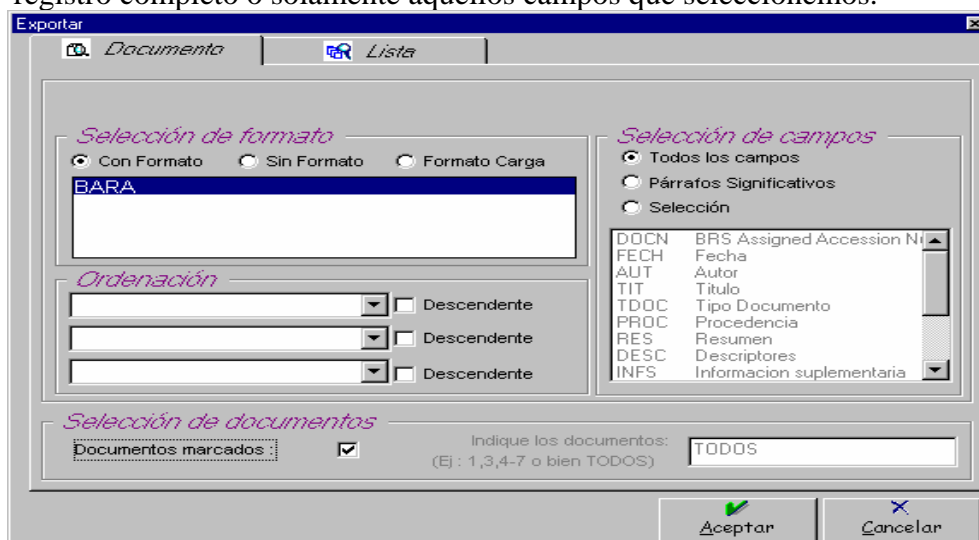 registro completo o solamente aquellos campos que seleccionemos.
Exportar
Documento
Lista
Selección de formato
Con Formato Sin Formato Formato Carga
BARA
Ordenación
Descendente
Descendente
Descendente
Selección de campos
Todos los campos
Párrafos Significativos
Selección
DOCN BRS Assigned Accession
FECH Fecha
AUT Autor
TIT Titulo
TDOC Tipo Documento
PROC Procedencia
RES Resumen
DESC Descriptores
INFS Informacion suplementaria
Selección de documentos
Documentos marcados :
Indique los documentos:
(Ej : 1,3,4-7 o bien TODOS)
TODOS
Aceptar
Cancelar